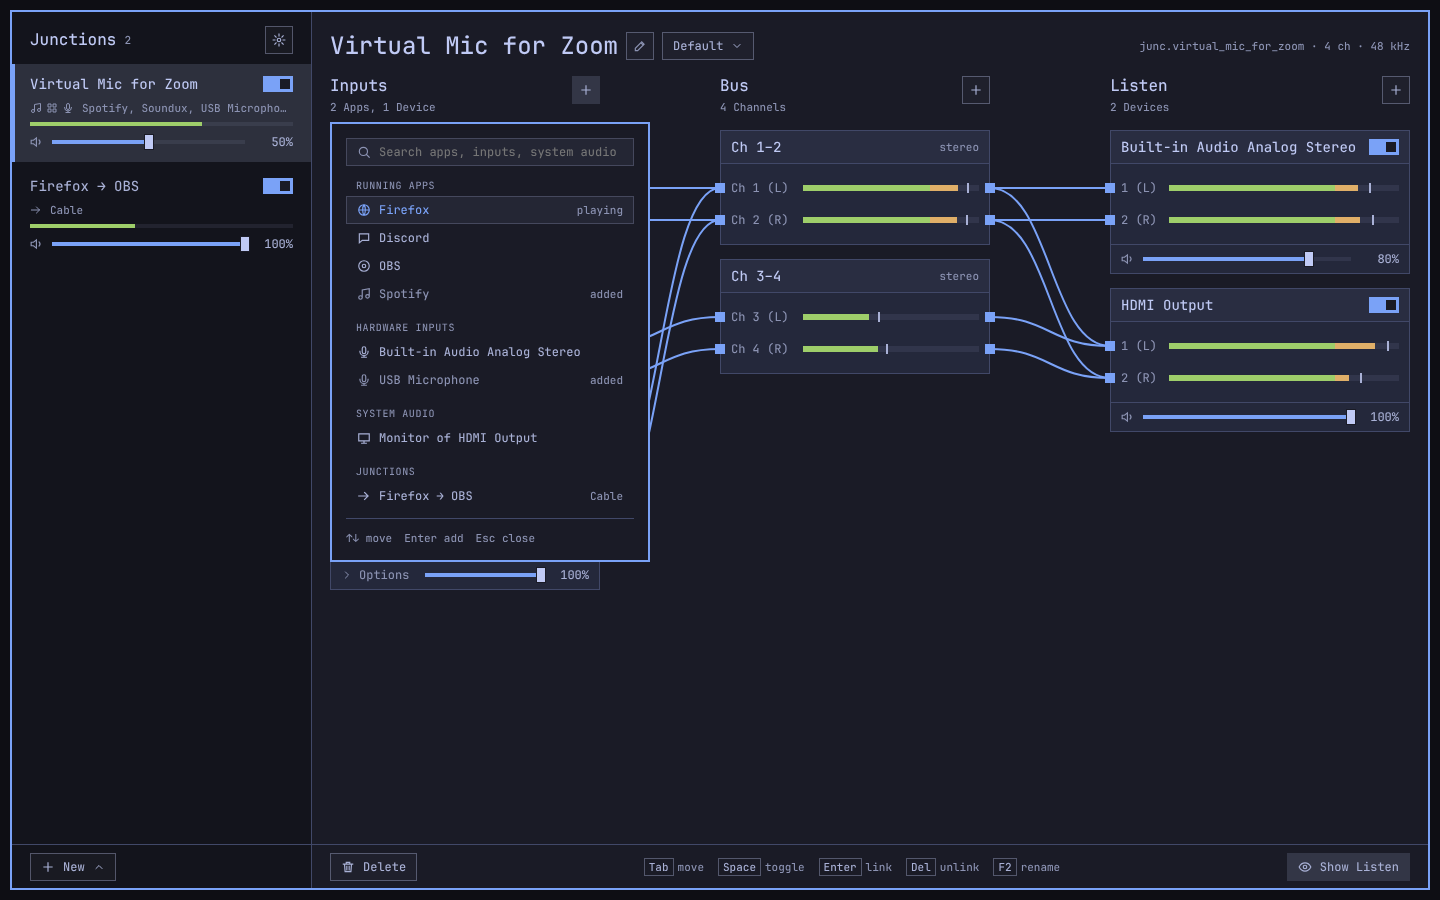 Junctions 2
Virtual Mic for Zoom
Spotify, Soundux, USB Micropho…
50%
Firefox → OBS
→ Cable
100%
+ New
Virtual Mic for Zoom
Default
junc.virtual_mic_for_zoom · 4 ch · 48 kHz
Inputs
2 Apps, 1 Device
Search apps, inputs, system audio
RUNNING APPS
Firefox playing
Discord
OBS
Spotify added
HARDWARE INPUTS
Built-in Audio Analog Stereo
USB Microphone added
SYSTEM AUDIO
Monitor of HDMI Output
JUNCTIONS
→ Firefox → OBS Cable
↑↓ move Enter add Esc close
Options 100%
Bus
4 Channels
Ch 1–2 stereo
Ch 1 (L)
Ch 2 (R)
Ch 3–4 stereo
Ch 3 (L)
Ch 4 (R)
Listen
2 Devices
Built-in Audio Analog Stereo
1 (L)
2 (R)
80%
HDMI Output
1 (L)
2 (R)
100%
Delete
Tab move Space toggle Enter link Del unlink F2 rename
Show Listen